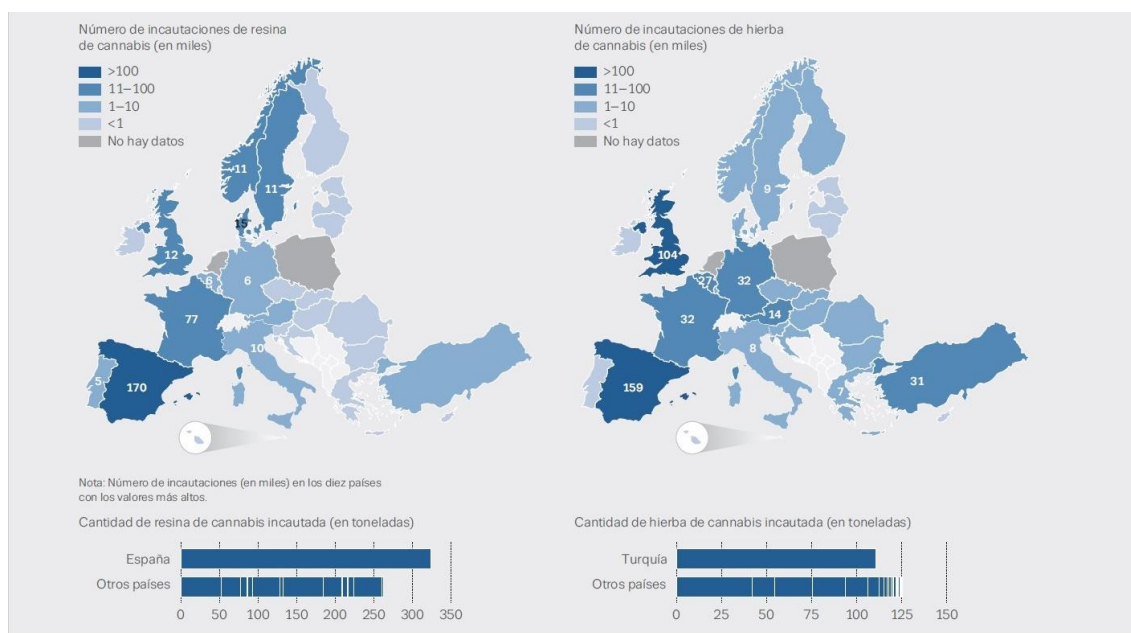 Número de incautaciones de resina
de cannabis (en miles)
>100
11–100
1–10
<1
No hay datos
11
11
15
12
6
6
77
10
5
170
Número de incautaciones de hierba
de cannabis (en miles)
>100
11–100
1–10
<1
No hay datos
9
104
27
32
32
14
8
31
7
159
Nota: Número de incautaciones (en miles) en los diez países
con los valores más altos.
Cantidad de resina de cannabis incautada (en toneladas)
España
Otros países
0 50 100 150 200 250 300 350
Cantidad de hierba de cannabis incautada (en toneladas)
Turquía
Otros países
0 25 50 75 100 125 150